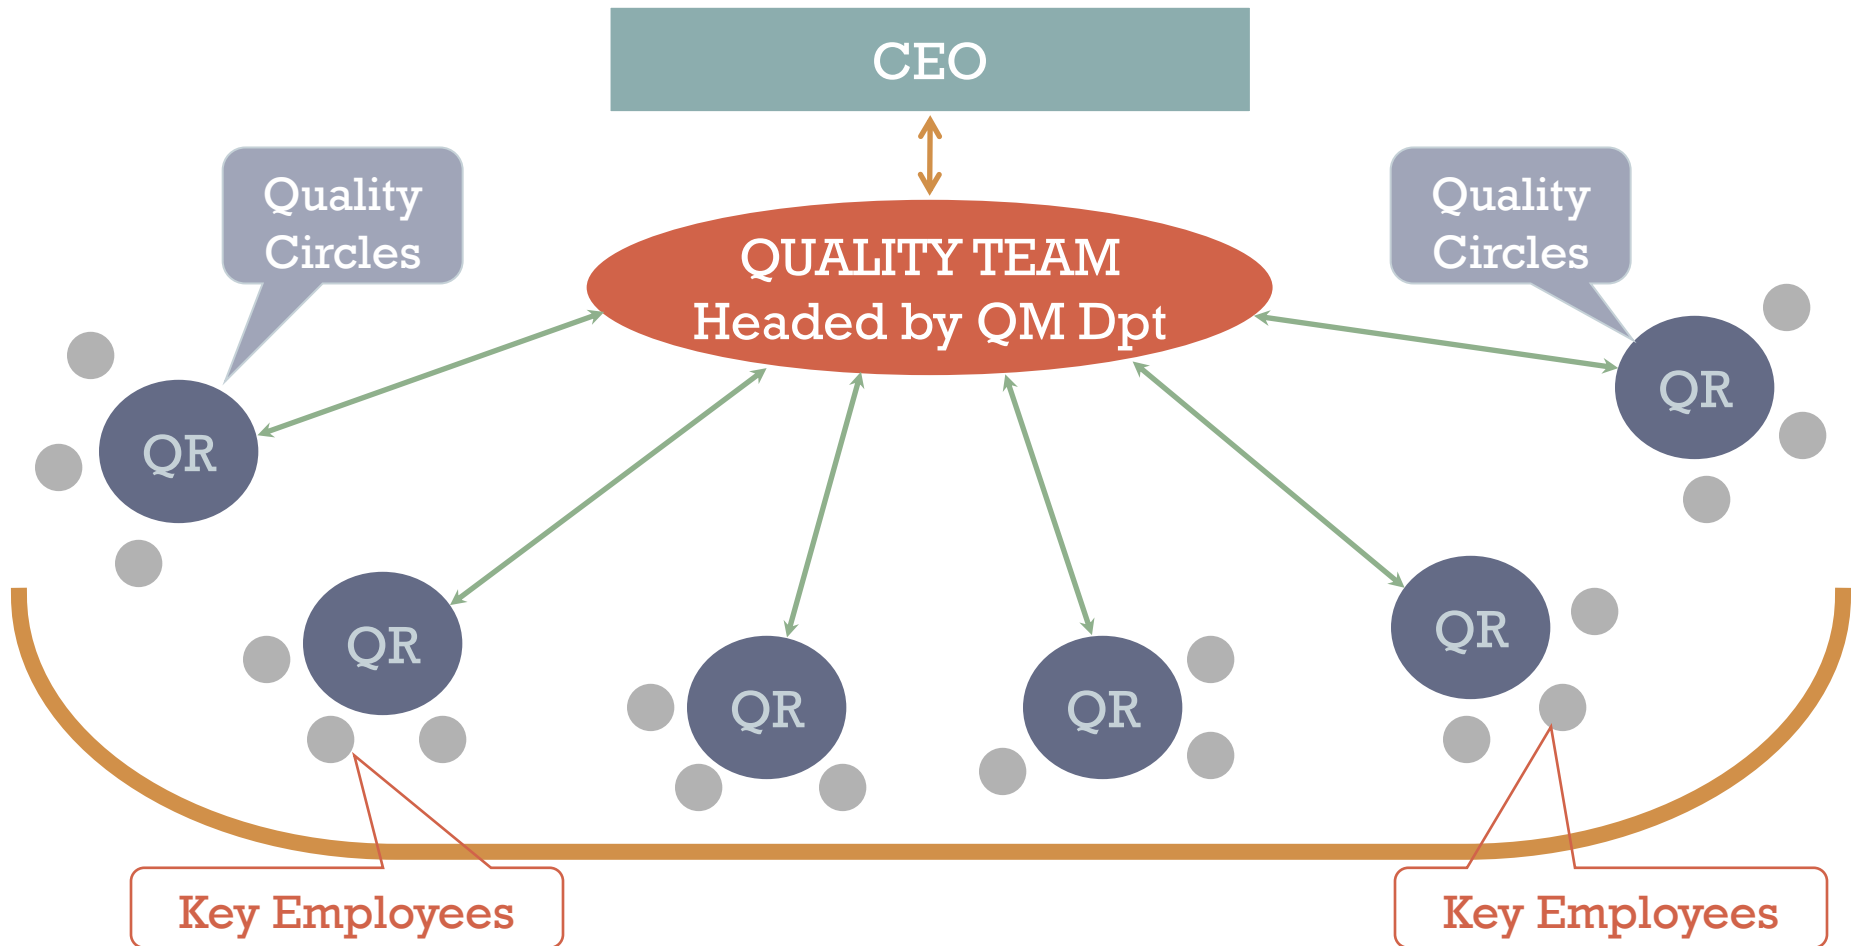 CEO
Quality
Circles
Quality
Circles
QUALITY TEAM
Headed by QM Dpt
QR
QR
QR
QR
QR
QR
Key Employees
Key Employees